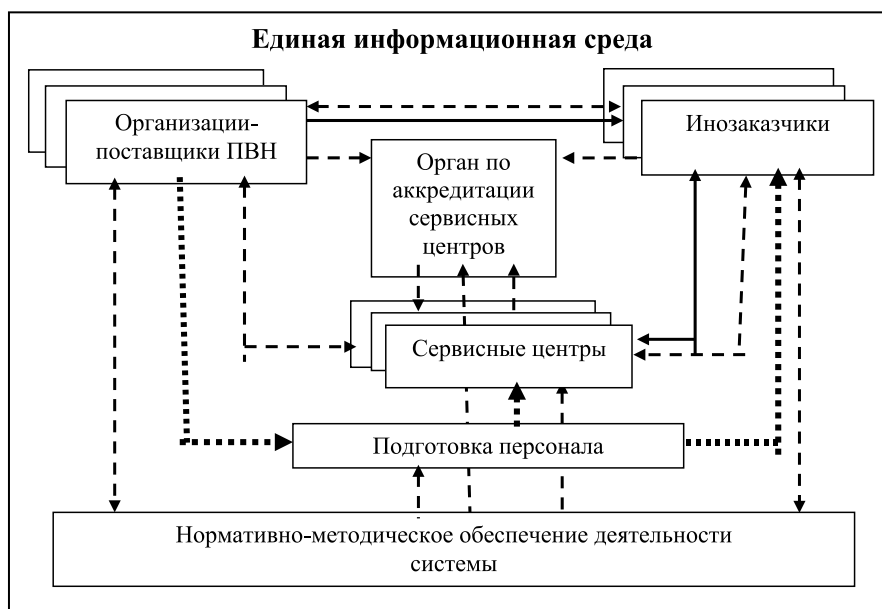 Единая информационная среда
Организации-
поставщики ПВН
Инозаказчики
Орган по
аккредитации
сервисных
центров
Сервисные центры
Подготовка персонала
Нормативно-методическое обеспечение деятельности
системы